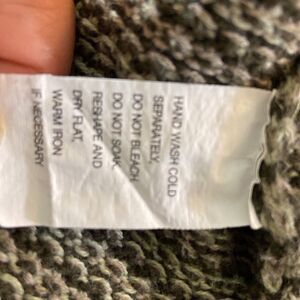 HAND WASH COLD
SEPARATELY,
DO NOT BLEACH
DO NOT SOAK,
RESHAPE AND
DRY FLAT,
WARM IRON
IF NECESSARY